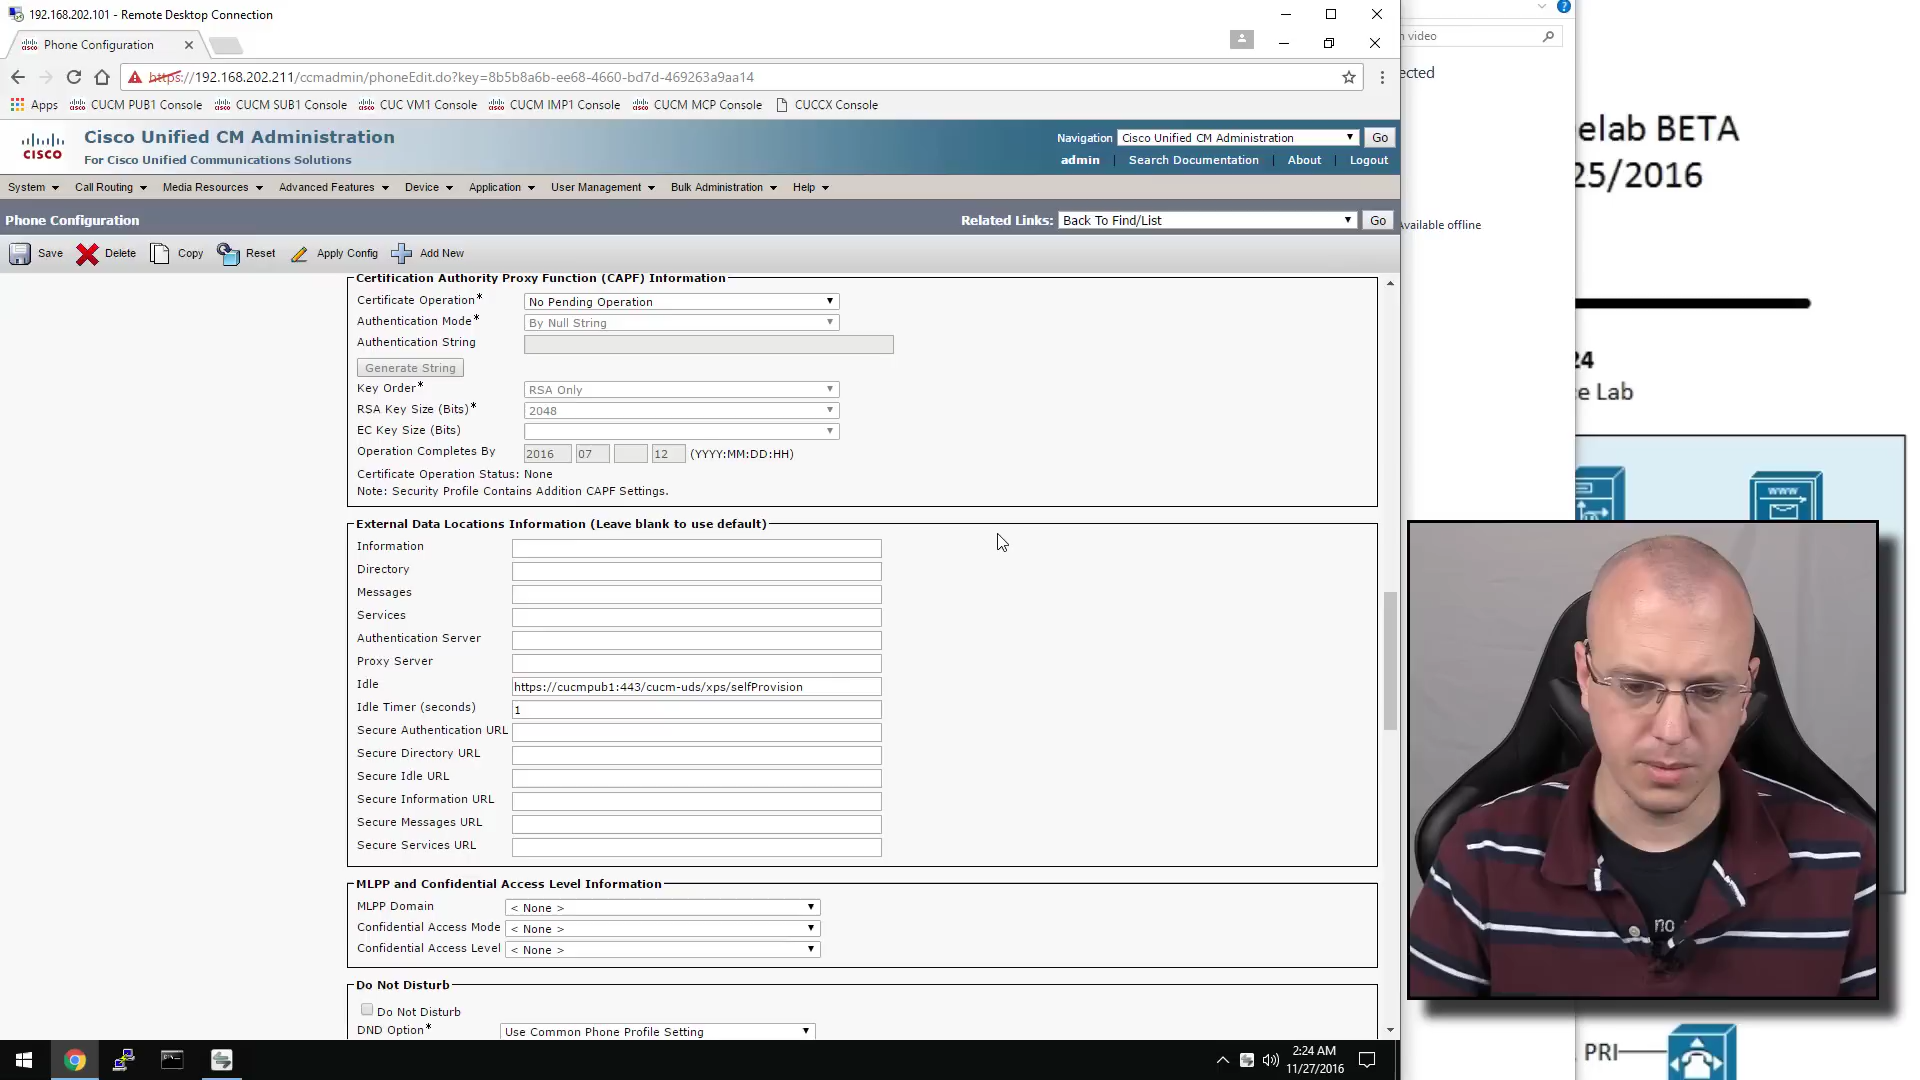 192.168.202.101 - Remote Desktop Connection
Phone Configuration
https://192.168.202.211/ccmadmin/phoneEdit.do?key=8b5b8a6b-ee68-4660-bd7d-469263a9aa14
Apps CUCM PUB1 Console CUCM SUB1 Console CUC VM1 Console CUCM IMP1 Console CUCM MCP Console CUCCX Console
Cisco Unified CM Administration
For Cisco Unified Communications Solutions
CISCO
Navigation Cisco Unified CM Administration Go
admin | Search Documentation | About | Logout
System Call Routing Media Resources Advanced Features Device Application User Management Bulk Administration Help
Phone Configuration
Related Links: Back To Find/List Go
Save Delete Copy Reset Apply Config Add New
Certification Authority Proxy Function (CAPF) Information
Certificate Operation* No Pending Operation
Authentication Mode* By Null String
Authentication String
Generate String
Key Order* RSA Only
RSA Key Size (Bits)* 2048
EC Key Size (Bits)
Operation Completes By 2016 07 12 (YYYY:MM:DD:HH)
Certificate Operation Status: None
Note: Security Profile Contains Addition CAPF Settings.
External Data Locations Information (Leave blank to use default)
Information
Directory
Messages
Services
Authentication Server
Proxy Server
Idle https://cucmpub1:443/cucm-uds/xps/selfProvision
Idle Timer (seconds) 1
Secure Authentication URL
Secure Directory URL
Secure Idle URL
Secure Information URL
Secure Messages URL
Secure Services URL
MLPP and Confidential Access Level Information
MLPP Domain < None >
Confidential Access Mode < None >
Confidential Access Level < None >
Do Not Disturb
Do Not Disturb
DND Option* Use Common Phone Profile Setting
2:24 AM
11/27/2016
n video
ected
Available offline
elab BETA
25/2016
24
e Lab
WWW
no
PRI